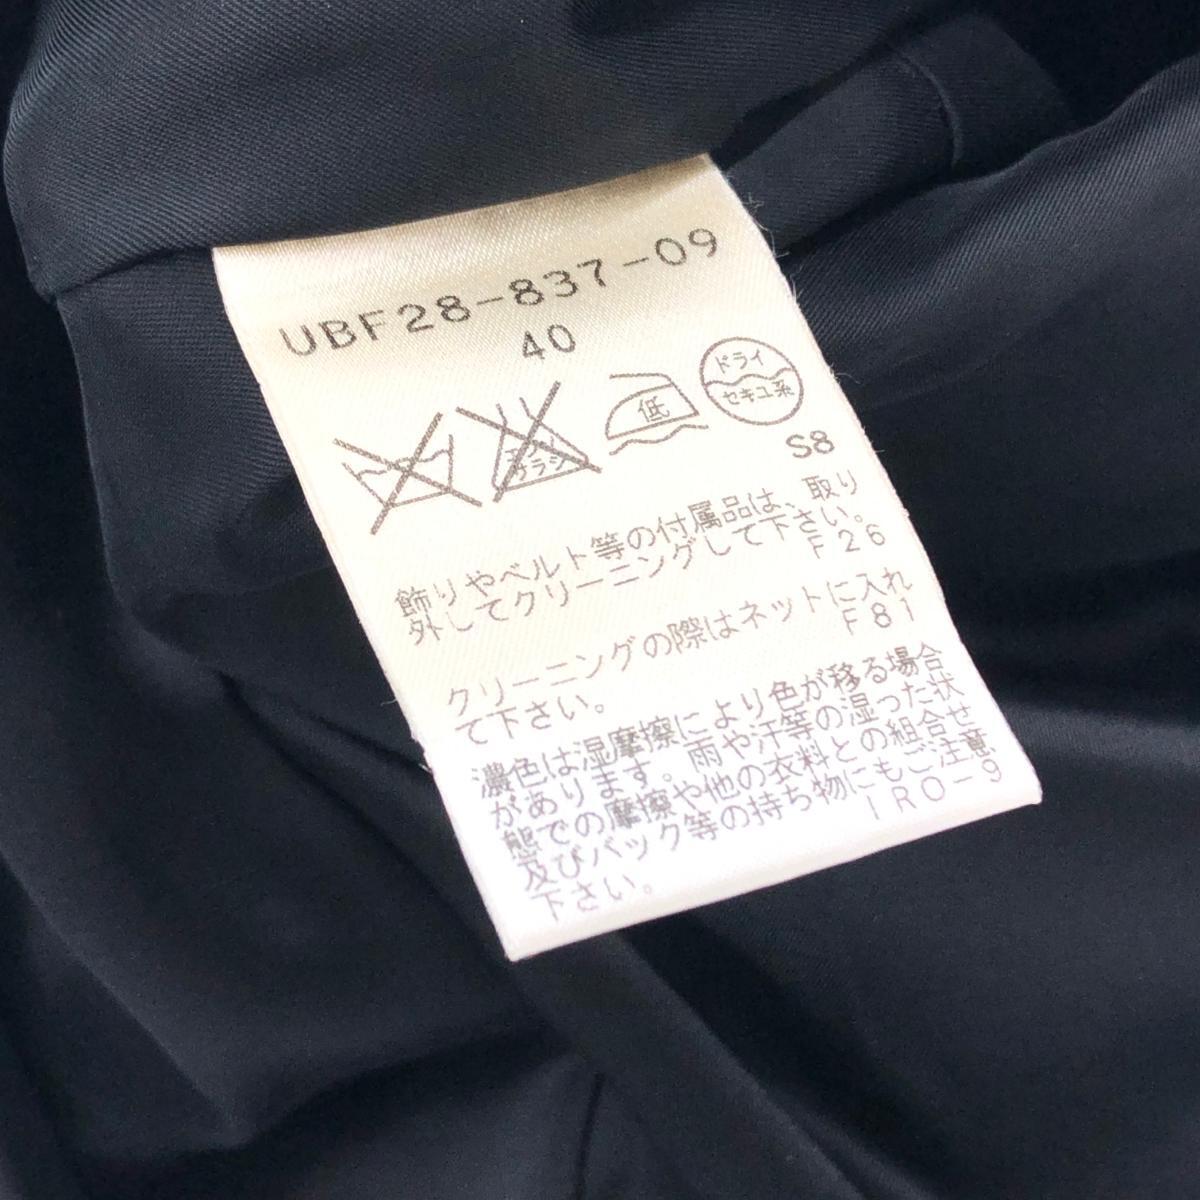 UBF28-837-09
40
低
ドライ
セキユ系
エンソ
サラシ
S8
飾りやベルト等の付属品は、取り
外してクリーニングして下さい。
F26
クリーニングの際はネットに入れ
て下さい。
F81
濃色は湿摩擦により色が移る場合
があります。雨や汗等の湿った状
態での摩擦や他の衣料との組合せ
及びバック等の持ち物にもご注意
下さい。
IRO-9